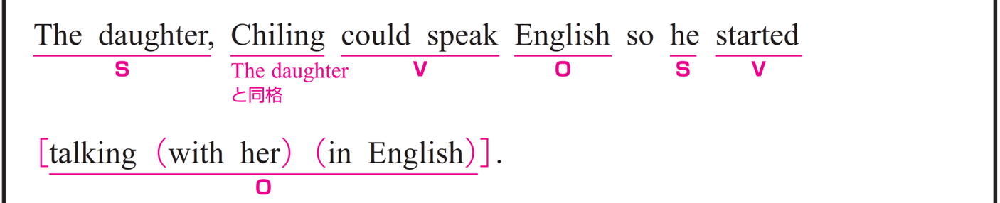 The daughter, Chiling could speak English so he started
S The daughter V O S V
と同格
[talking (with her) (in English)].
O